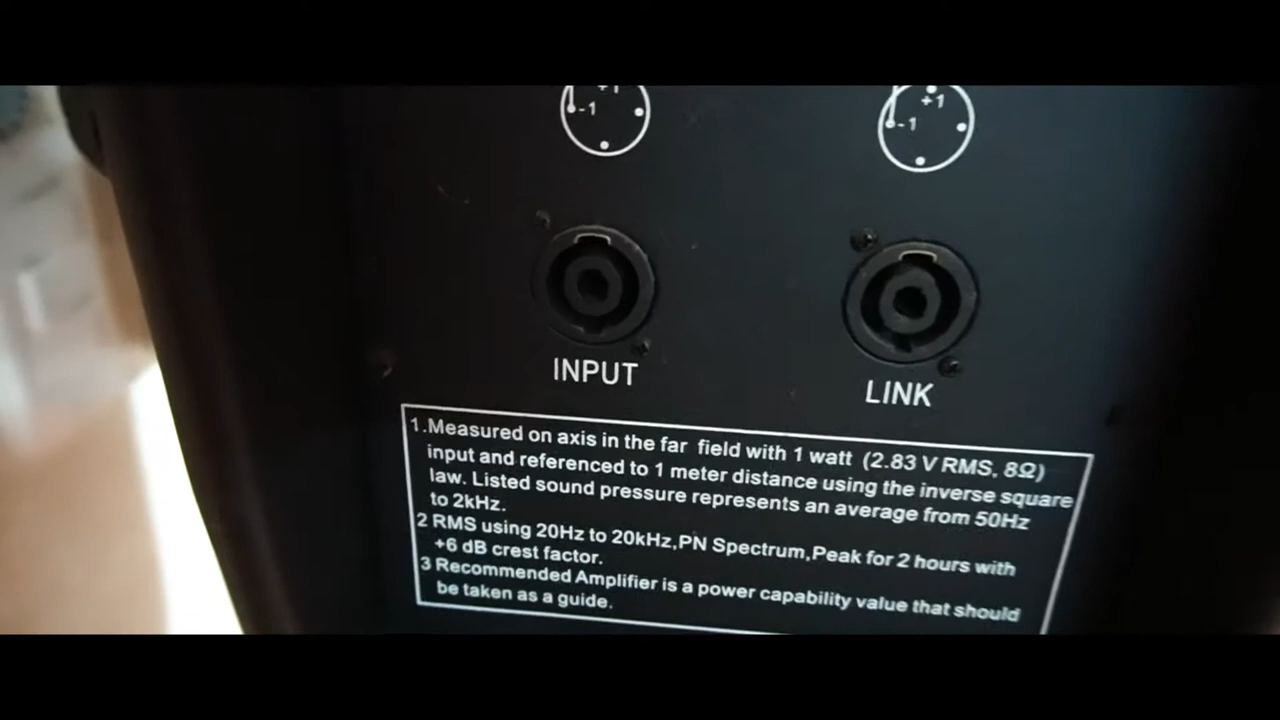 +1
-1
+1
-1
INPUT
LINK
1.Measured on axis in the far field with 1 watt (2.83 V RMS, 8Ω)
input and referenced to 1 meter distance using the inverse square
law. Listed sound pressure represents an average from 50Hz
to 2kHz.
2 RMS using 20Hz to 20kHz,PN Spectrum,Peak for 2 hours with
+6 dB crest factor.
3 Recommended Amplifier is a power capability value that should
be taken as a guide.